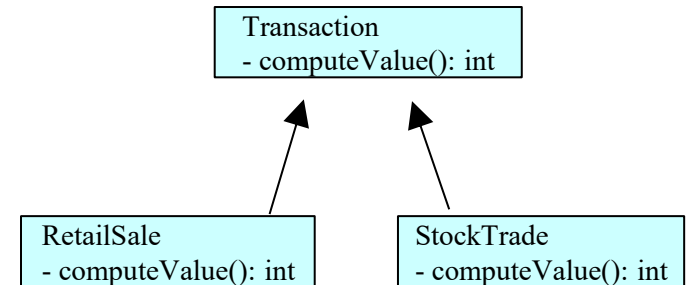 Transaction
- computeValue(): int
RetailSale
- computeValue(): int
StockTrade
- computeValue(): int